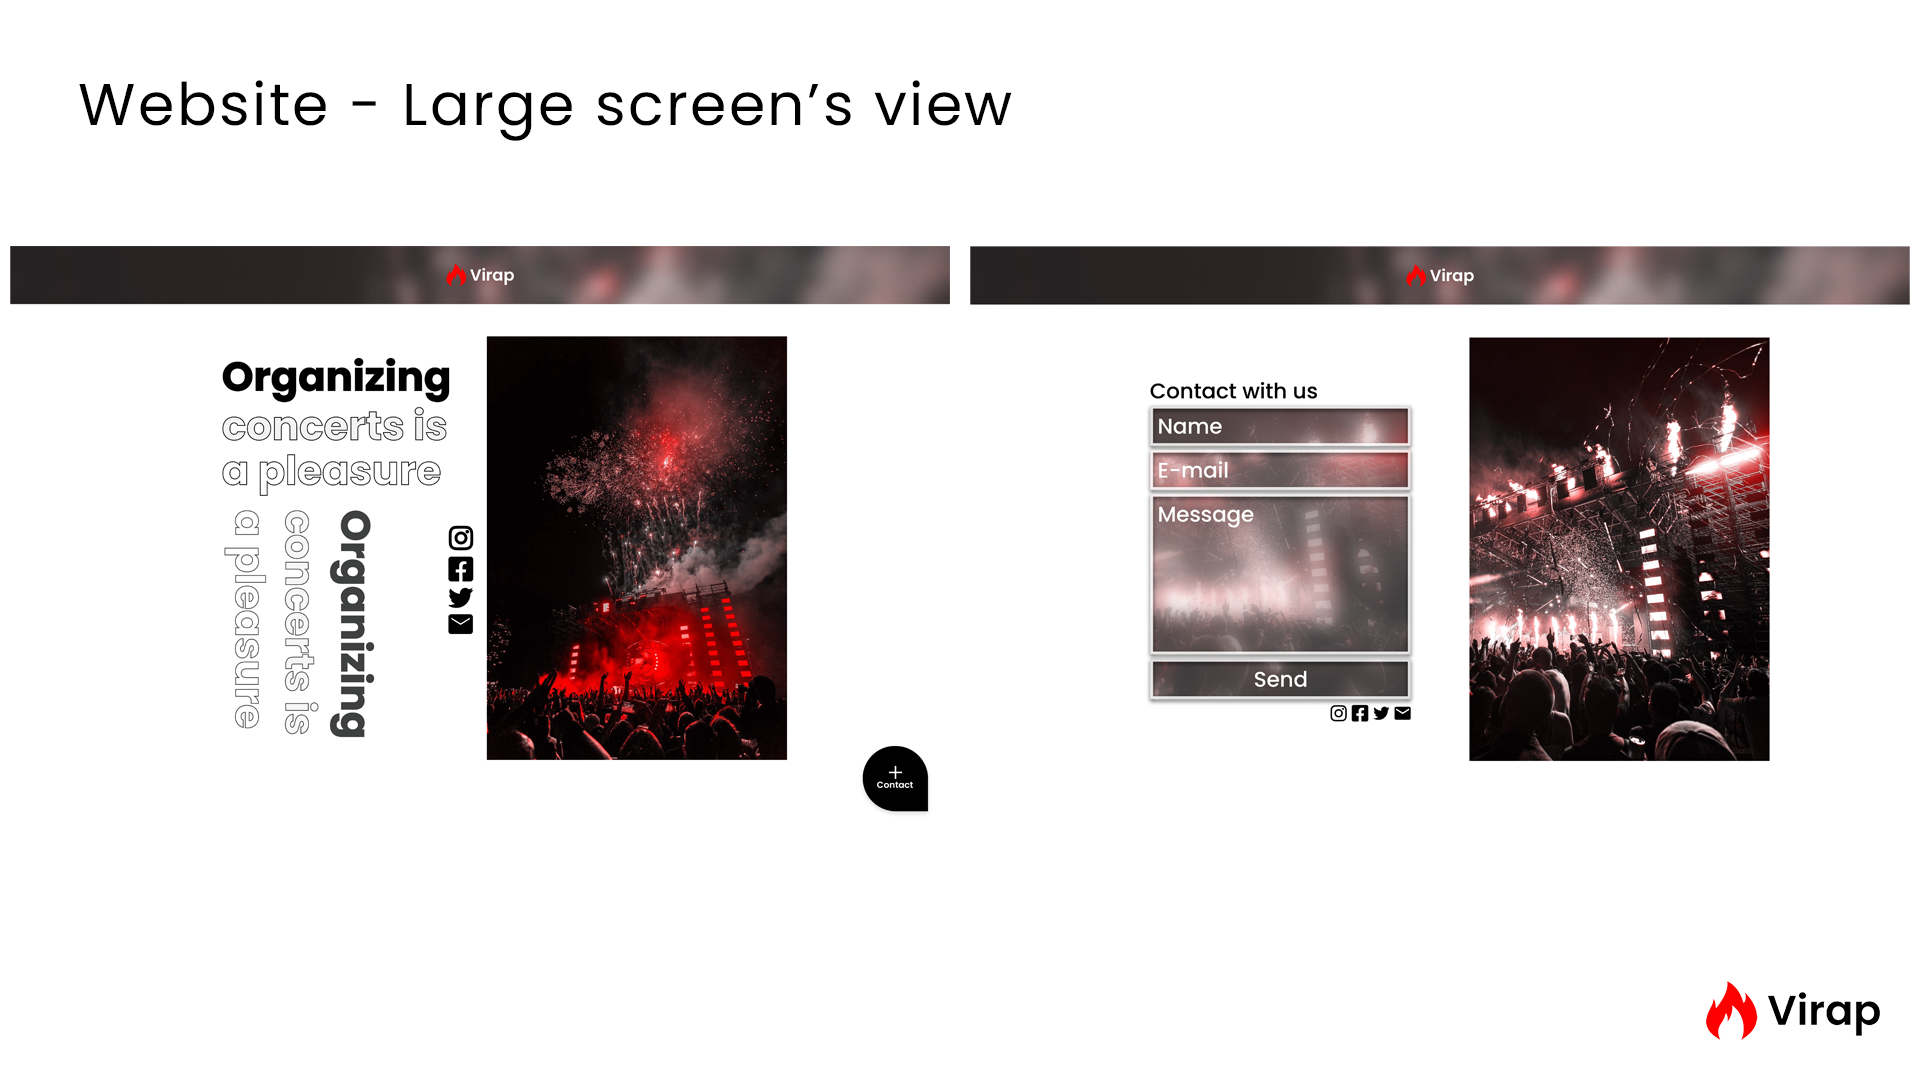 Website - Large screen’s view
Virap
Organizing
concerts is
a pleasure
Organizing
concerts is
a pleasure
Contact
Virap
Contact with us
Name
E-mail
Message
Send
Virap